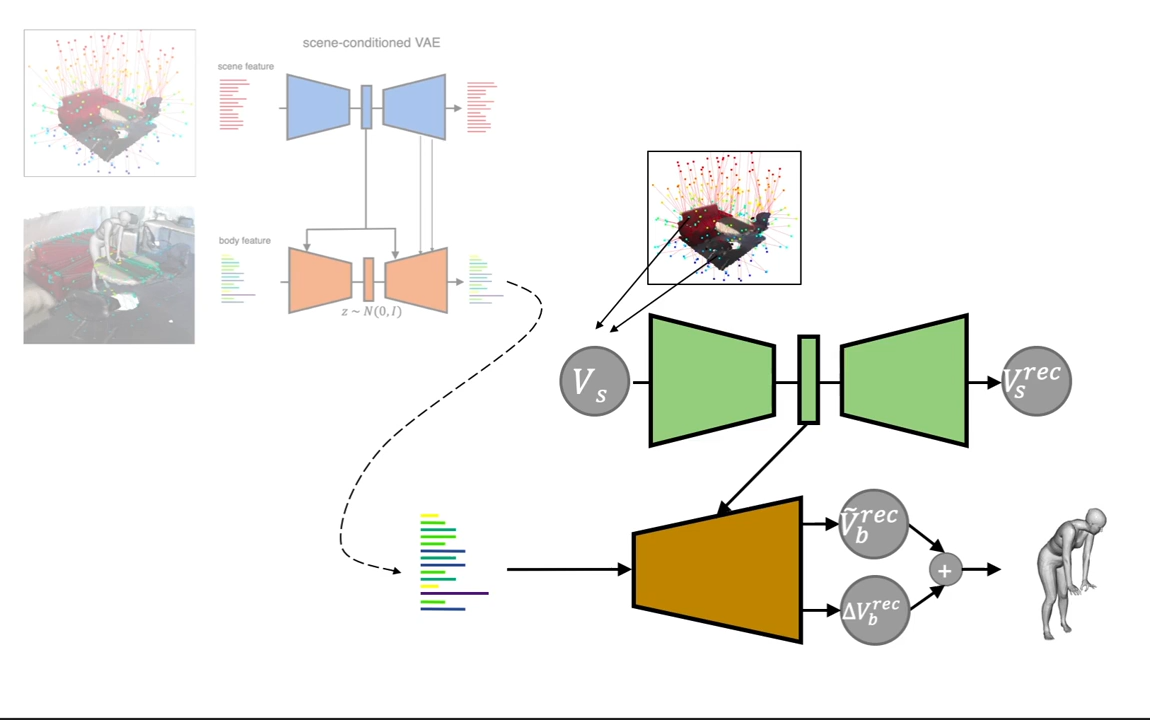 scene-conditioned VAE
scene feature
body feature
z ~ N(0, I)
V_s
V_s^{rec}
Ṽ_b^{rec}
ΔV_b^{rec}
+